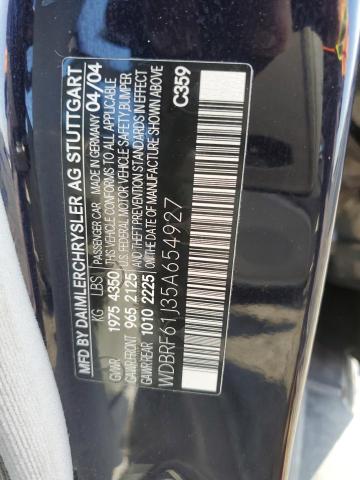 MFD BY DAIMLERCHRYSLER AG STUTTGART
KG LBS PASSENGER CAR MADE IN GERMANY 04/04
GVWR 1975 4350 THIS VEHICLE CONFORMS TO ALL APPLICABLE
GAWR FRONT 965 2125 U.S. FEDERAL MOTOR VEHICLE SAFETY, BUMPER
AND THEFT PREVENTION STANDARDS IN EFFECT
GAWR REAR 1010 2225 ON THE DATE OF MANUFACTURE SHOWN ABOVE
WDBRF61J35A654927 C359